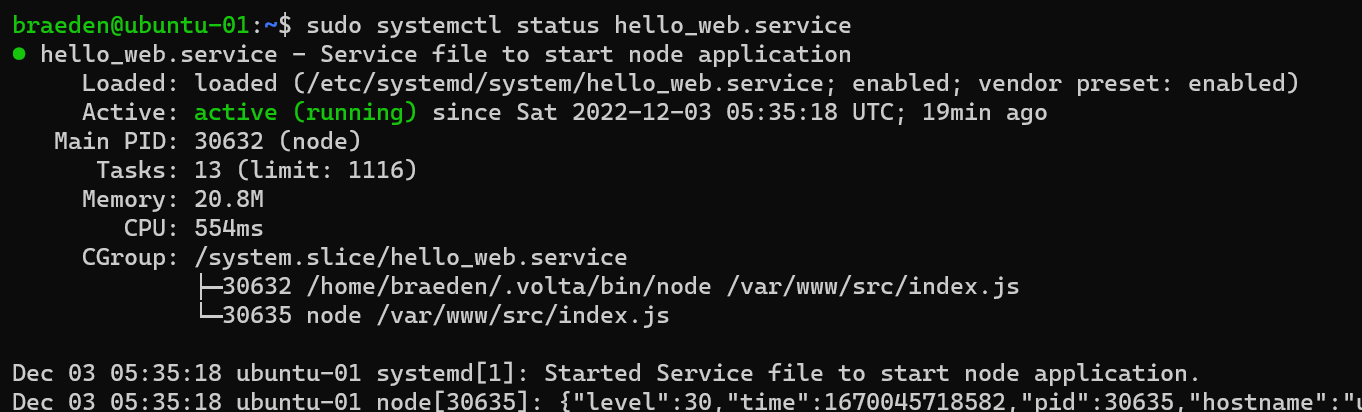 braeden@ubuntu-01:~$ sudo systemctl status hello_web.service
● hello_web.service - Service file to start node application
     Loaded: loaded (/etc/systemd/system/hello_web.service; enabled; vendor preset: enabled)
     Active: active (running) since Sat 2022-12-03 05:35:18 UTC; 19min ago
   Main PID: 30632 (node)
      Tasks: 13 (limit: 1116)
     Memory: 20.8M
        CPU: 554ms
     CGroup: /system.slice/hello_web.service
             ├─30632 /home/braeden/.volta/bin/node /var/www/src/index.js
             └─30635 node /var/www/src/index.js
Dec 03 05:35:18 ubuntu-01 systemd[1]: Started Service file to start node application.
Dec 03 05:35:18 ubuntu-01 node[30635]: {"level":30,"time":1670045718582,"pid":30635,"hostname":"